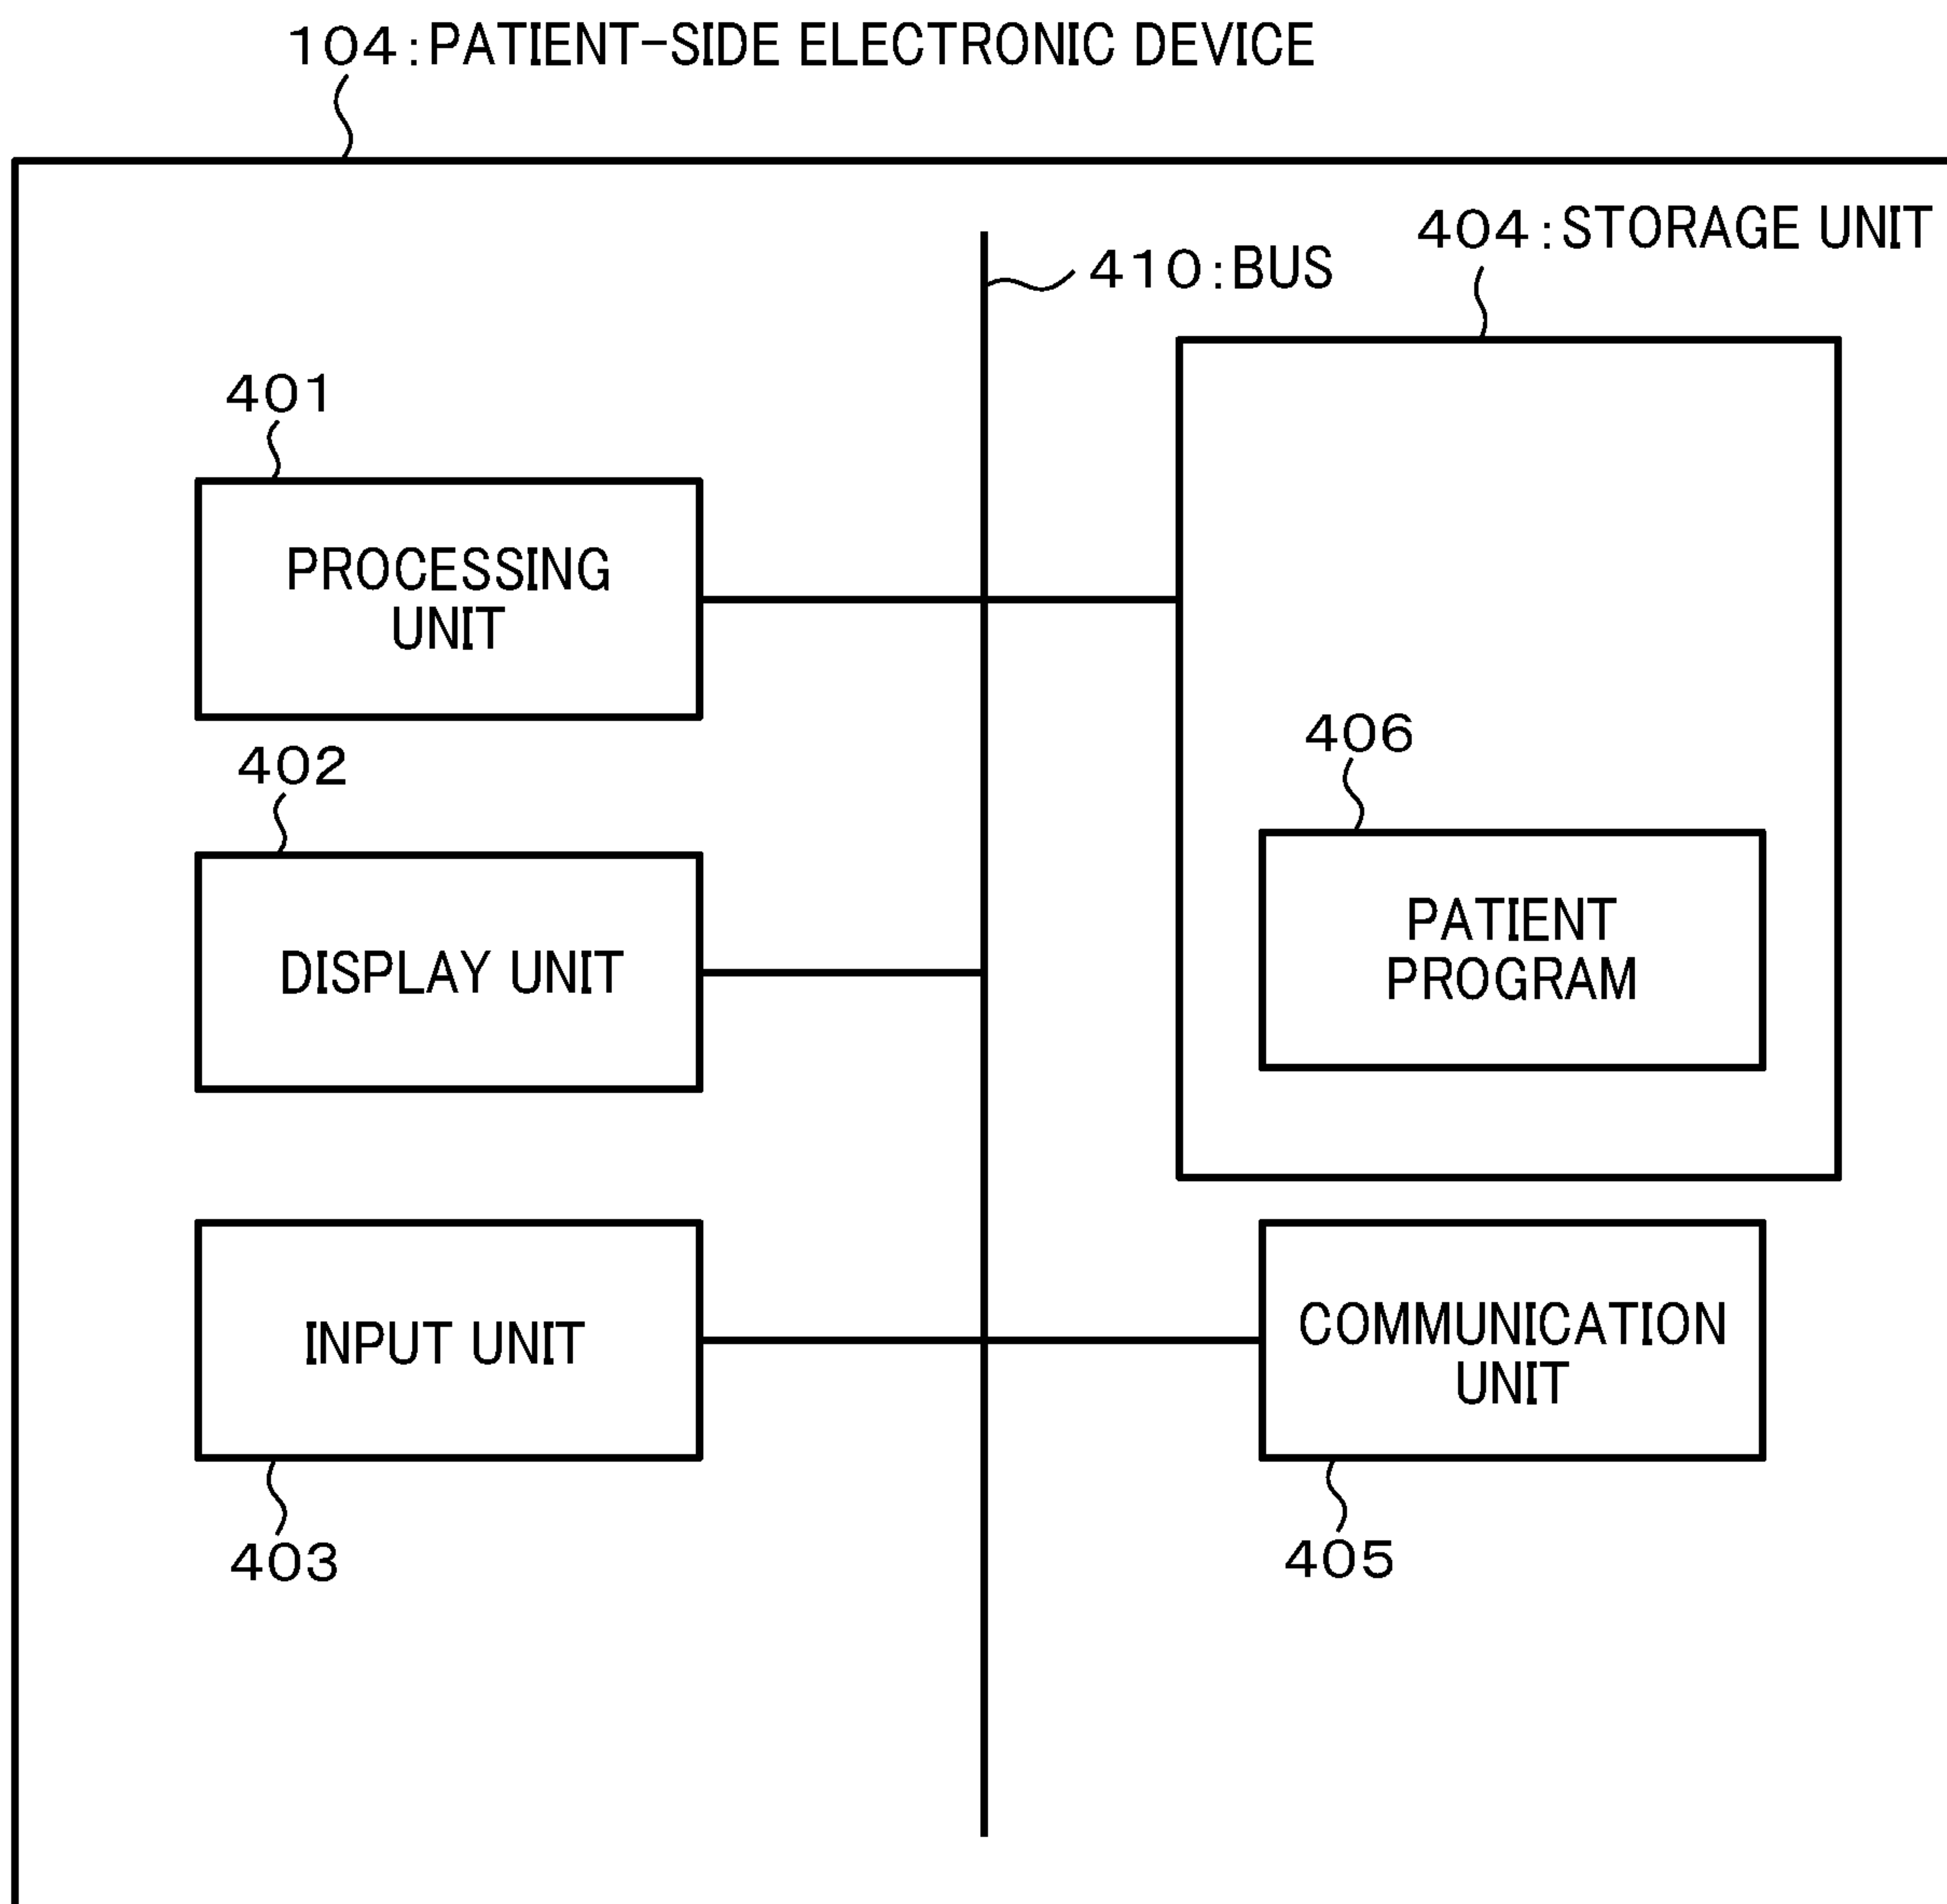 104:PATIENT-SIDE ELECTRONIC DEVICE
404:STORAGE UNIT
410:BUS
401
PROCESSING
UNIT
402
DISPLAY UNIT
406
PATIENT
PROGRAM
INPUT UNIT
403
COMMUNICATION
UNIT
405